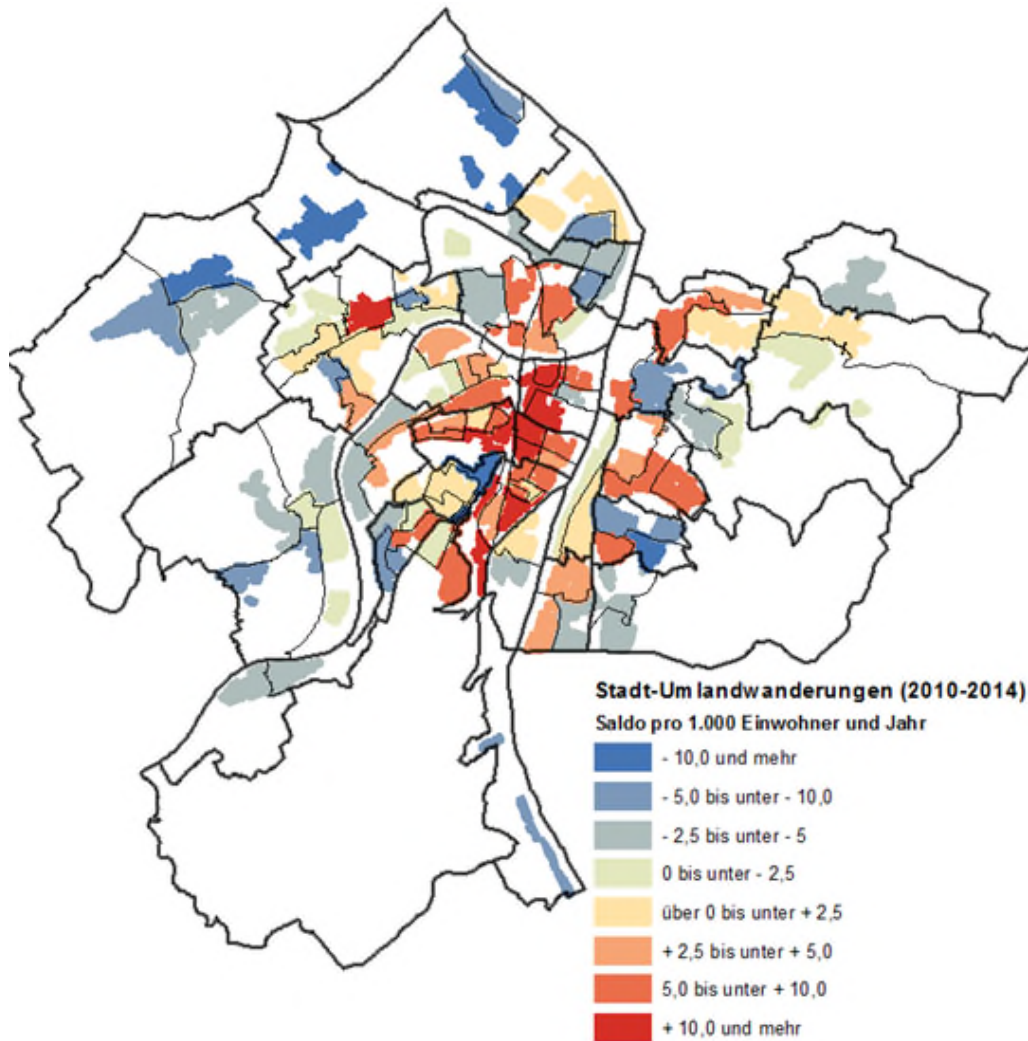 Stadt-Umlandwanderungen (2010-2014)
Saldo pro 1.000 Einwohner und Jahr
- 10,0 und mehr
- 5,0 bis unter - 10,0
- 2,5 bis unter - 5
0 bis unter - 2,5
über 0 bis unter + 2,5
+ 2,5 bis unter + 5,0
5,0 bis unter + 10,0
+ 10,0 und mehr